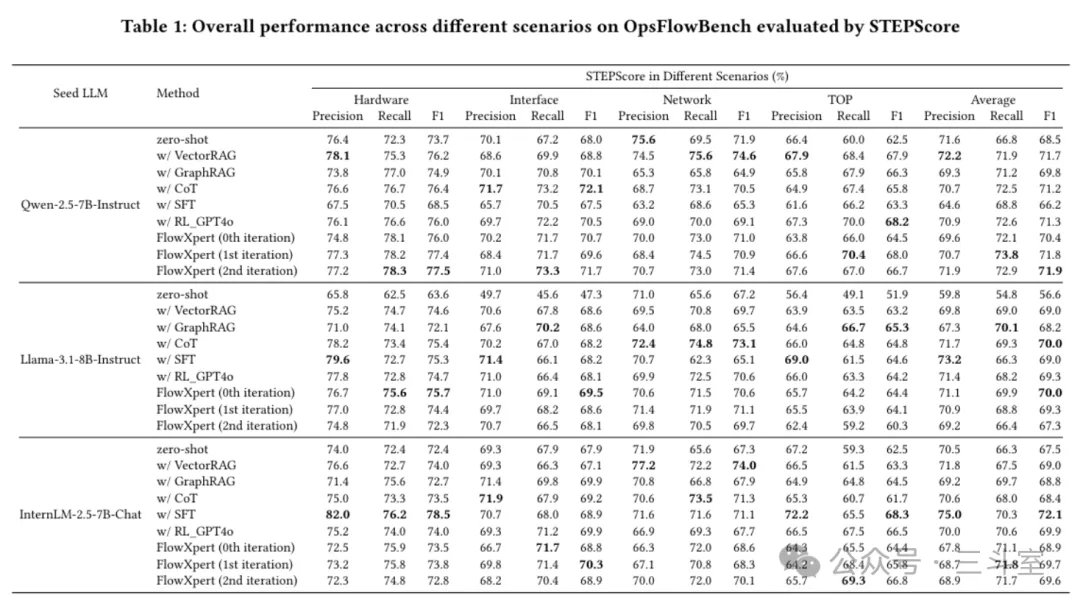 Table 1: Overall performance across different scenarios on OpsFlowBench evaluated by STEPScore
Seed LLM Method STEPScore in Different Scenarios (%)
Hardware Interface Network TOP Average
Precision Recall F1 Precision Recall F1 Precision Recall F1 Precision Recall F1 Precision Recall F1
zero-shot 76.4 72.3 73.7 70.1 67.2 68.0 75.6 69.5 71.9 66.4 60.0 62.5 71.6 66.8 68.5
w/ VectorRAG 78.1 75.3 76.2 68.6 69.9 68.8 74.5 75.6 74.6 67.9 68.4 67.9 72.2 71.9 71.7
w/ GraphRAG 73.8 77.0 74.9 70.1 70.8 70.1 65.3 65.8 64.9 65.8 67.9 66.3 69.3 71.2 69.8
w/ CoT 76.6 76.7 76.4 71.7 73.2 72.1 68.7 73.1 70.5 64.9 67.4 65.8 70.7 72.5 71.2
Qwen-2.5-7B-Instruct w/ SFT 67.5 70.5 68.5 65.7 70.5 67.5 63.2 68.6 65.3 61.6 66.2 63.3 64.6 68.8 66.2
w/ RL_GPT4o 76.1 76.6 76.0 69.7 72.2 70.5 69.0 70.0 69.1 67.3 70.0 68.2 70.9 72.6 71.3
FlowXpert (0th iteration) 74.8 78.1 76.0 70.2 71.7 70.7 70.0 73.0 71.0 63.8 66.0 64.5 69.6 72.1 70.4
FlowXpert (1st iteration) 77.3 78.2 77.4 68.4 71.7 69.6 68.4 74.5 70.9 66.6 70.4 68.0 70.7 73.8 71.8
FlowXpert (2nd iteration) 77.2 78.3 77.5 71.0 73.3 71.7 70.7 73.0 71.4 67.6 67.0 66.7 71.9 72.9 71.9
zero-shot 65.8 62.5 63.6 49.7 45.6 47.3 71.0 65.6 67.2 56.4 49.1 51.9 59.8 54.8 56.6
w/ VectorRAG 75.2 74.7 74.6 70.6 67.8 68.6 69.5 70.8 69.7 63.9 63.5 63.2 69.8 69.0 69.0
w/ GraphRAG 71.0 74.1 72.1 67.6 70.2 68.6 64.0 68.0 65.5 64.6 66.7 65.3 67.3 70.1 68.2
w/ CoT 78.2 73.4 75.4 70.2 67.0 68.2 72.4 74.8 73.1 66.0 64.8 64.8 71.7 69.3 70.0
Llama-3.1-8B-Instruct w/ SFT 79.6 72.7 75.3 71.4 66.1 68.2 70.7 62.3 65.1 69.0 61.5 64.6 73.2 66.3 69.0
w/ RL_GPT4o 77.8 72.8 74.7 71.0 66.4 68.1 69.9 72.5 70.6 66.0 63.3 64.2 71.4 68.2 69.3
FlowXpert (0th iteration) 76.7 75.6 75.7 71.0 69.1 69.5 70.6 71.5 70.6 65.7 64.2 64.4 71.1 69.9 70.0
FlowXpert (1st iteration) 77.0 72.8 74.4 69.7 68.2 68.6 71.4 71.9 71.1 65.5 63.9 64.1 70.9 68.8 69.3
FlowXpert (2nd iteration) 74.8 71.9 72.3 70.7 66.5 68.1 69.8 70.5 69.7 62.4 59.2 60.3 69.2 66.4 67.3
zero-shot 74.0 72.4 72.4 69.3 67.9 67.9 71.9 65.6 67.3 67.2 59.3 62.5 70.5 66.3 67.5
w/ VectorRAG 76.6 72.7 74.0 69.3 66.3 67.1 77.2 72.2 74.0 66.5 61.5 63.3 71.8 67.5 69.0
w/ GraphRAG 71.4 75.6 72.7 71.4 69.8 69.9 70.8 66.8 67.9 64.9 64.8 64.5 69.2 69.7 68.8
w/ CoT 75.0 73.3 73.5 71.9 67.9 69.2 70.6 73.5 71.3 65.3 60.7 61.7 70.6 68.0 68.4
InternLM-2.5-7B-Chat w/ SFT 82.0 76.2 78.5 70.7 68.0 68.9 71.6 71.6 71.1 72.2 65.5 68.3 75.0 70.3 72.1
w/ RL_GPT4o 75.2 74.0 74.0 69.3 71.2 69.9 66.9 69.3 67.7 66.5 67.5 66.5 70.0 70.6 69.9
FlowXpert (0th iteration) 72.5 75.9 73.5 66.7 71.7 68.8 66.3 72.0 68.6 64.3 65.5 64.4 67.8 71.1 68.9
FlowXpert (1st iteration) 73.2 75.8 73.8 69.8 71.4 70.3 67.1 70.8 68.3 64.2 68.4 65.8 68.7 71.8 69.7
FlowXpert (2nd iteration) 72.3 74.8 72.8 68.2 70.4 68.9 70.0 72.0 70.1 65.7 69.3 66.8 68.9 71.7 69.6
公众号 · 三斗室